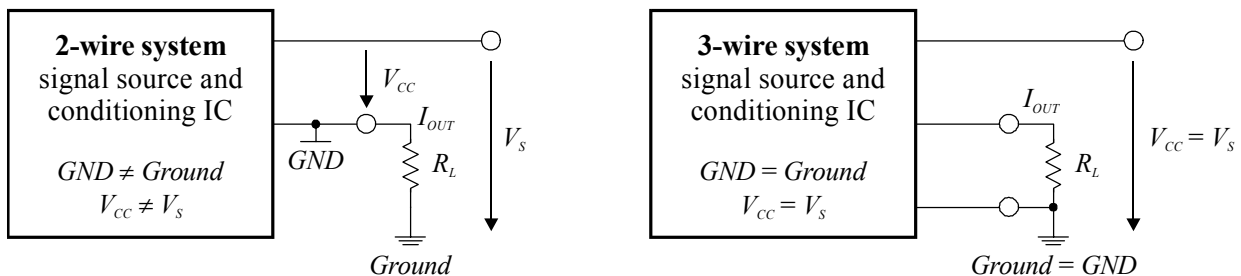 2-wire system
signal source and
conditioning IC
GND ≠ Ground
V_CC ≠ V_S
V_CC
I_OUT
GND
R_L
V_S
Ground
3-wire system
signal source and
conditioning IC
GND = Ground
V_CC = V_S
I_OUT
R_L
V_CC = V_S
Ground = GND